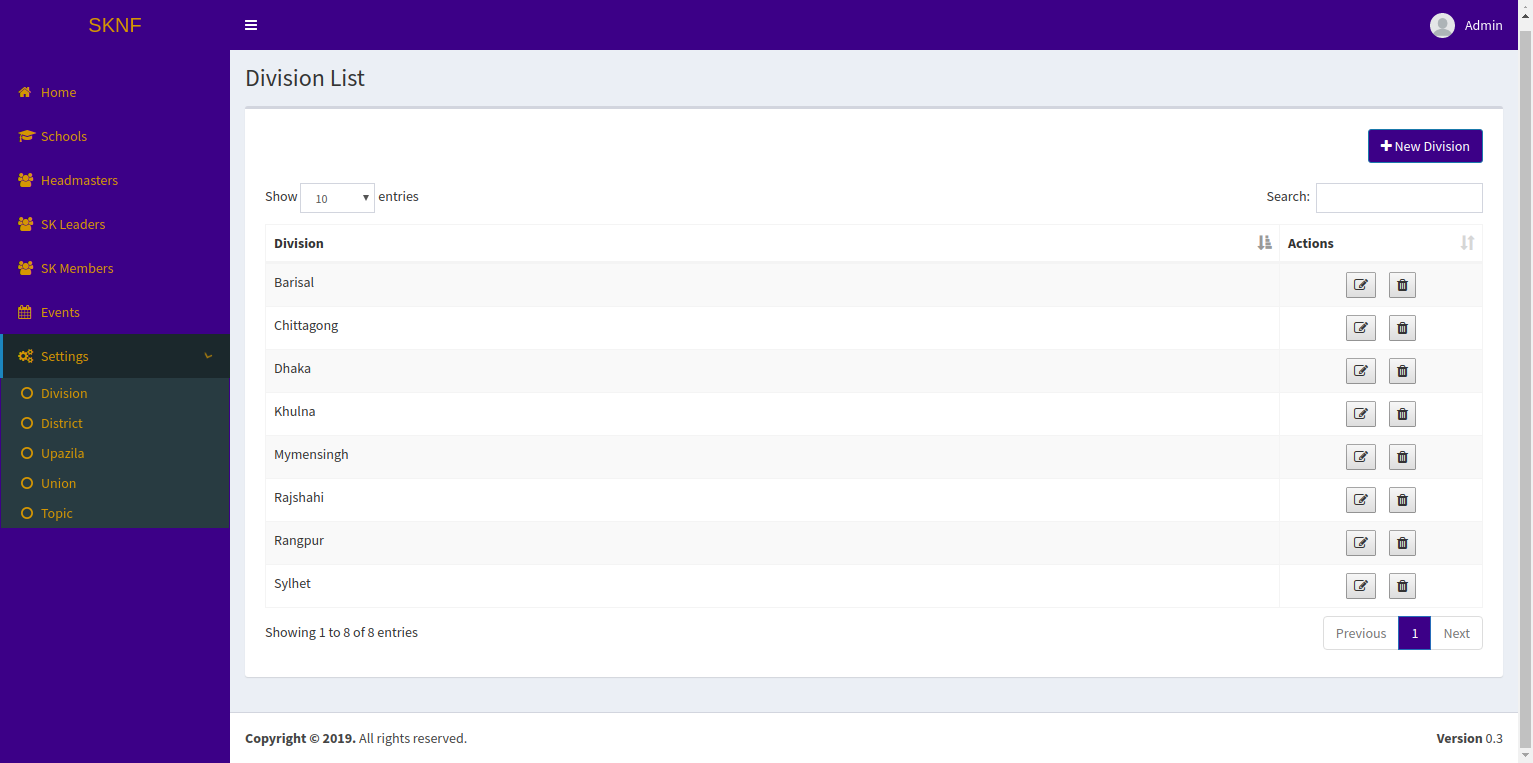 SKNF
Admin
Home
Schools
Headmasters
SK Leaders
SK Members
Events
Settings
Division
District
Upazila
Union
Topic
Division List
New Division
Show 10 entries
Search:
Division Actions
Barisal
Chittagong
Dhaka
Khulna
Mymensingh
Rajshahi
Rangpur
Sylhet
Showing 1 to 8 of 8 entries
Previous 1 Next
Copyright © 2019. All rights reserved.
Version 0.3